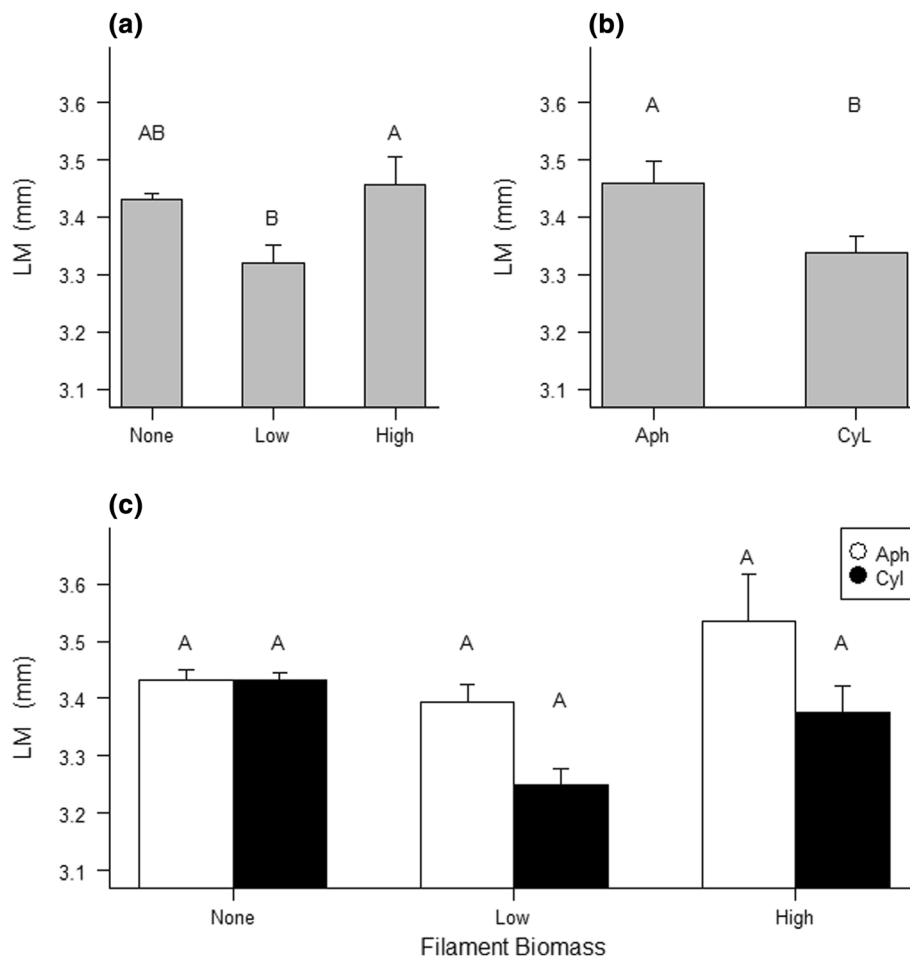 (a)
LM (mm)
3.6
3.5
3.4
3.3
3.2
3.1
AB
B
A
None Low High
(b)
LM (mm)
3.6
3.5
3.4
3.3
3.2
3.1
A
B
Aph CyL
(c)
LM (mm)
3.6
3.5
3.4
3.3
3.2
3.1
A A A A A A
Aph
Cyl
None Low High
Filament Biomass